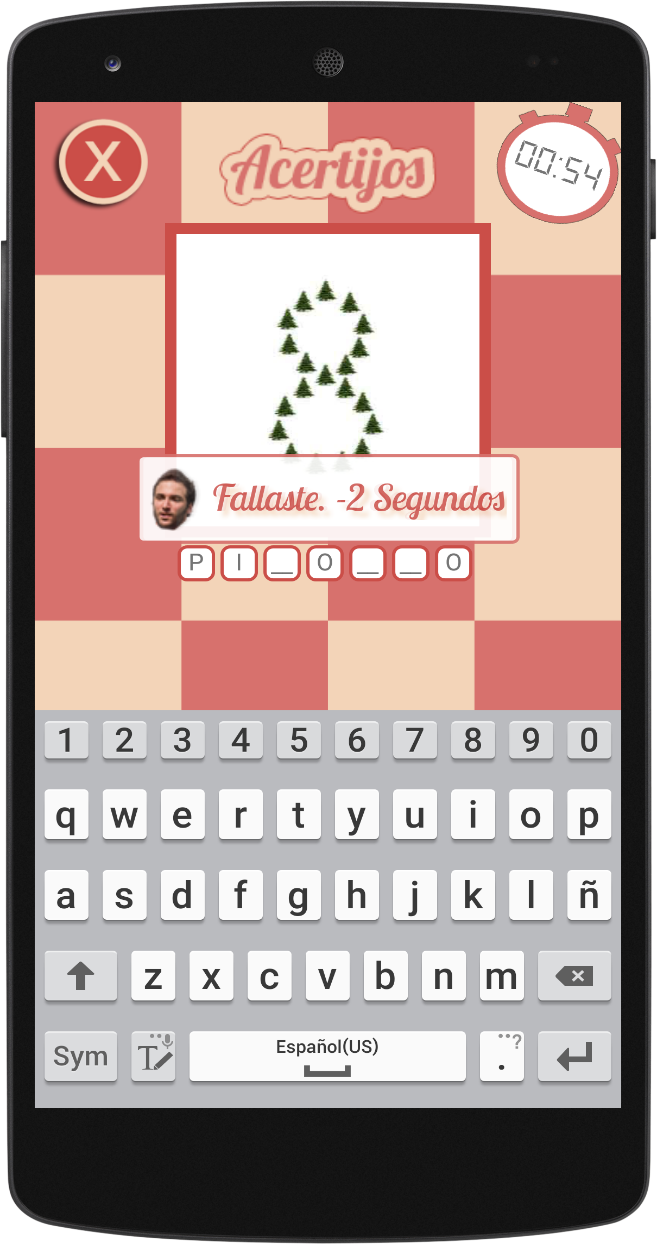 X
Acertijos
00:54
Fallaste. -2 Segundos
P I _ O _ _ O
1 2 3 4 5 6 7 8 9 0
q w e r t y u i o p
a s d f g h j k l ñ
z x c v b n m
Sym T Español(US) . ?